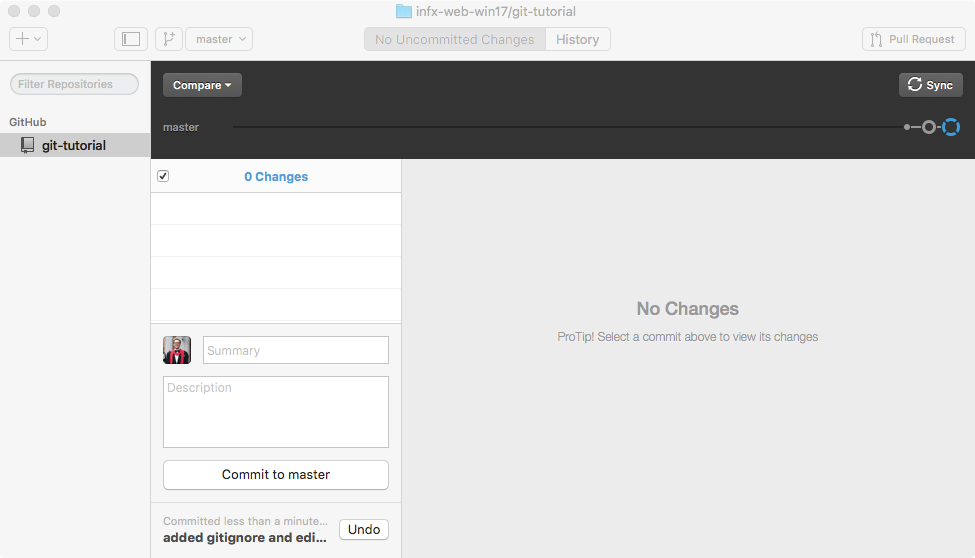 infx-web-win17/git-tutorial
master
No Uncommitted Changes
History
Pull Request
Filter Repositories
GitHub
git-tutorial
Compare
Sync
master
0 Changes
Summary
Description
Commit to master
Committed less than a minute...
added gitignore and edi...
Undo
No Changes
ProTip! Select a commit above to view its changes